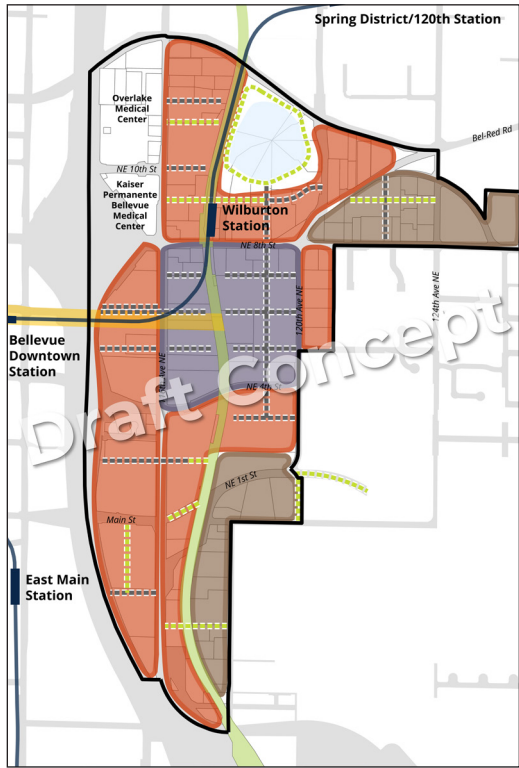 Spring District/120th Station
Overlake
Medical
Center
Bel-Red Rd
NE 10th St
Kaiser
Permanente
Bellevue
Medical
Center
Wilburton
Station
NE 8th St
124th Ave NE
120th Ave NE
Bellevue
Downtown
Station
Ave NE
NE 4th St
Draft Concept
NE 1st St
Main St
East Main
Station